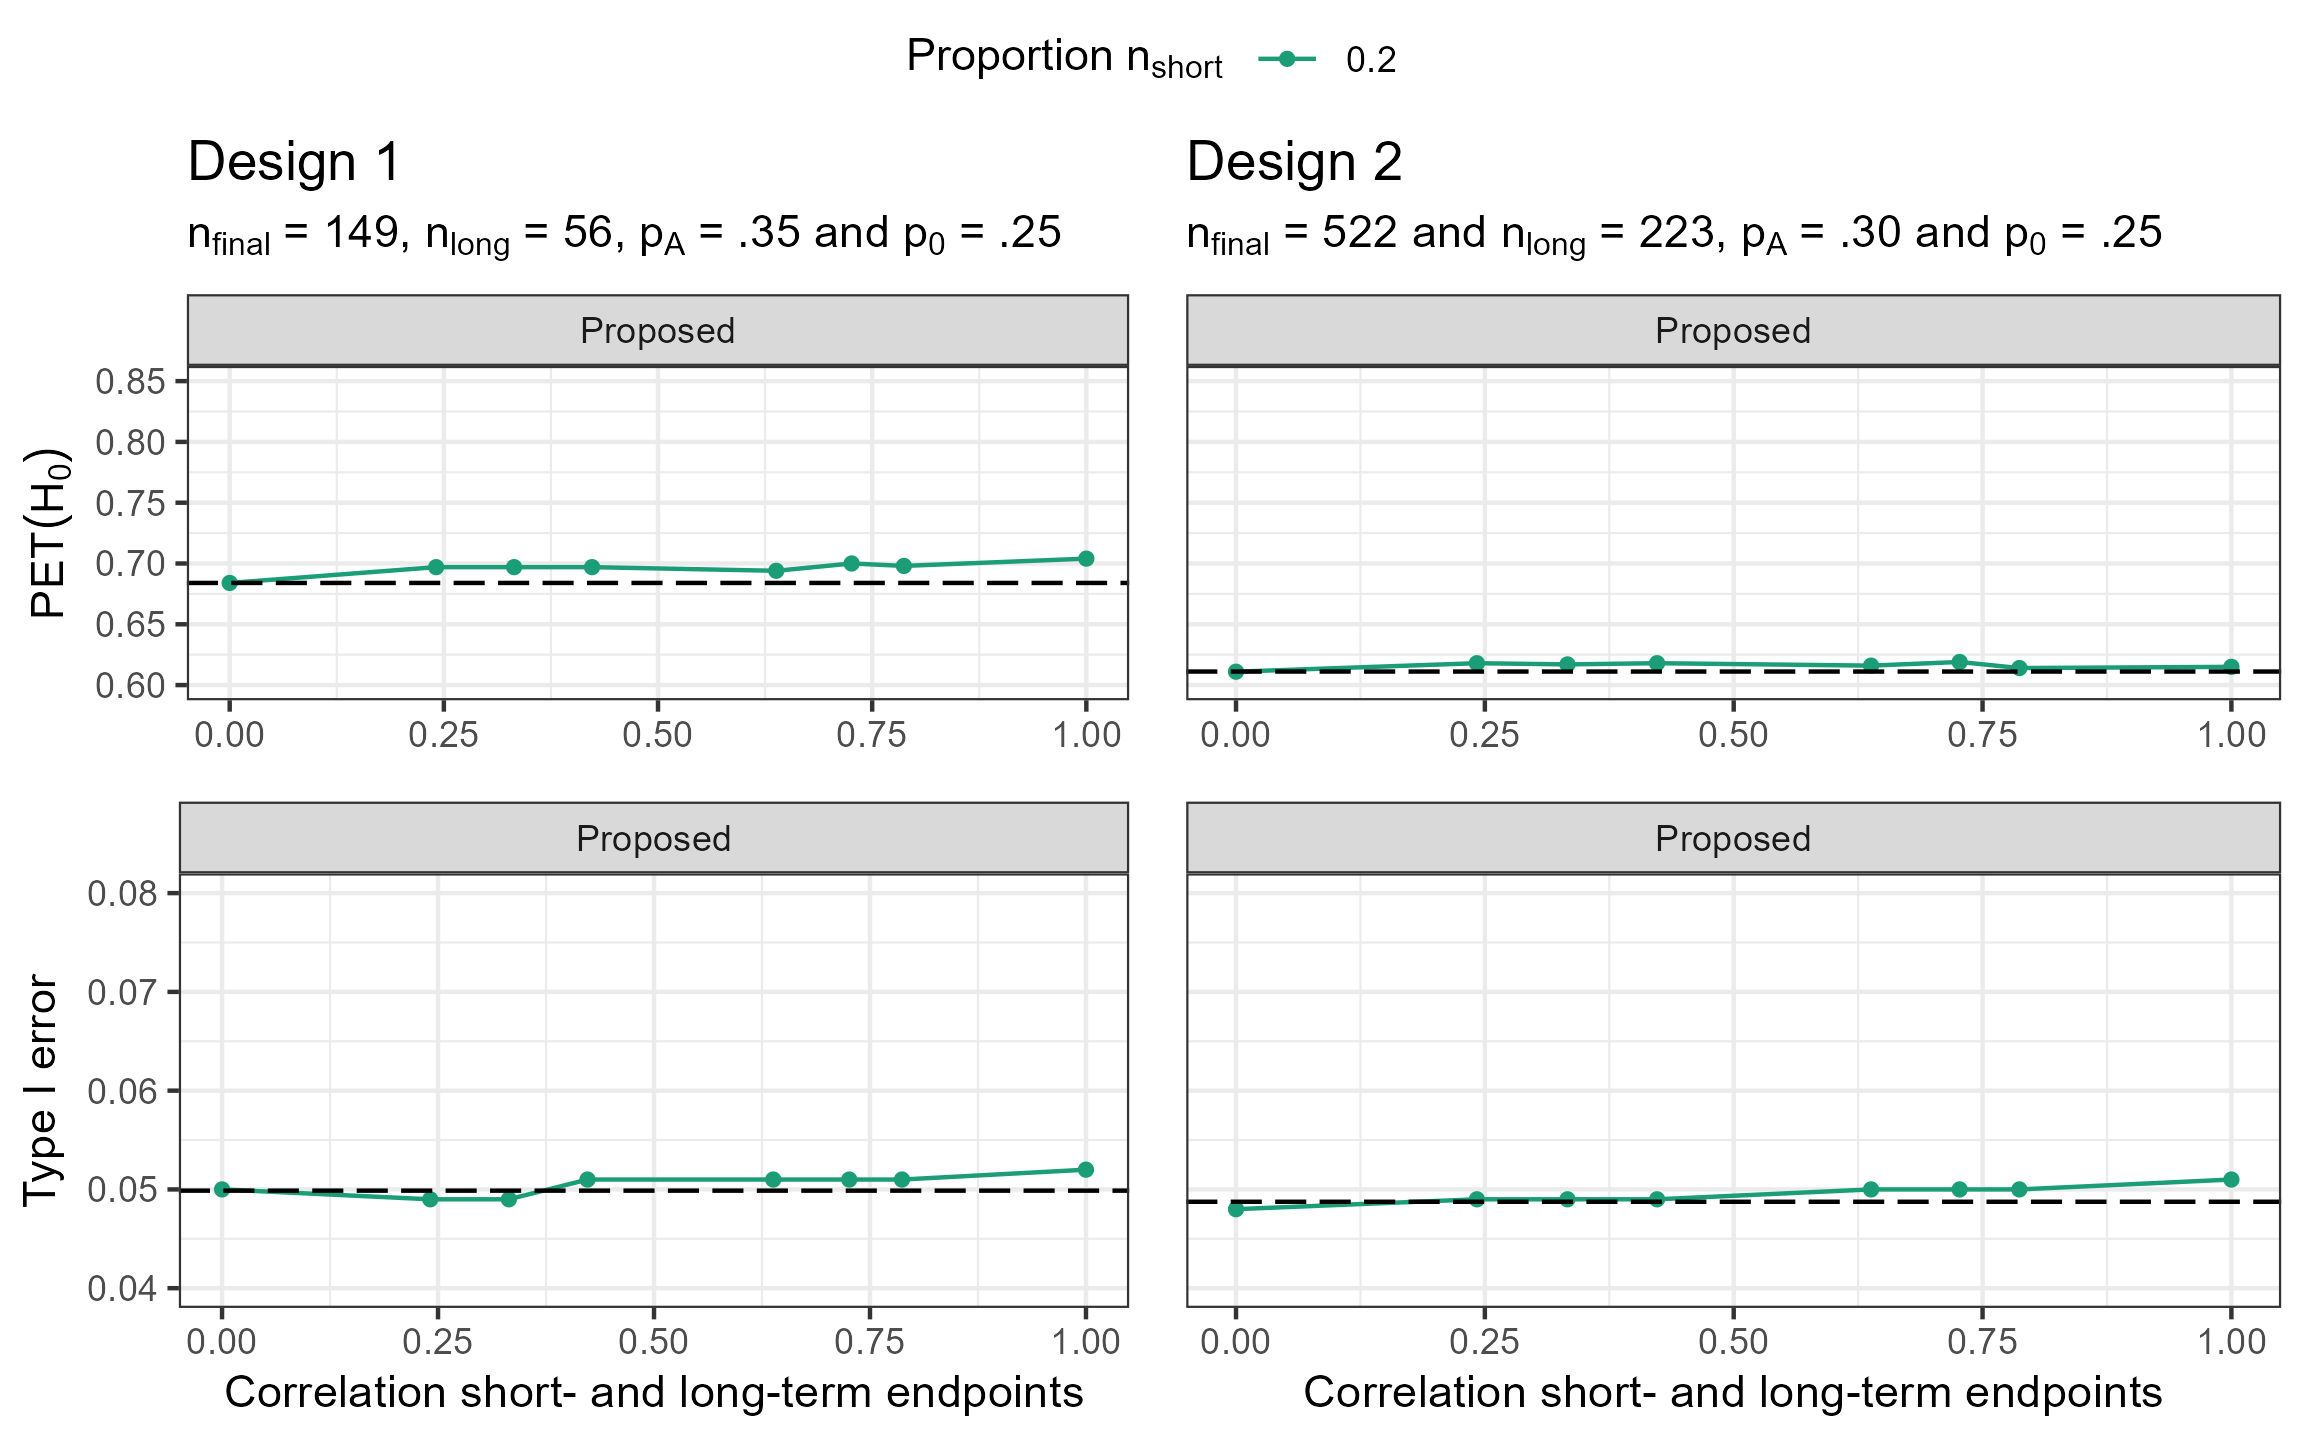 Proportion n_short 0.2
Design 1
n_final = 149, n_long = 56, p_A = .35 and p_0 = .25
Design 2
n_final = 522 and n_long = 223, p_A = .30 and p_0 = .25
Proposed
Proposed
PET(H_0)
0.85
0.80
0.75
0.70
0.65
0.60
0.00 0.25 0.50 0.75 1.00
0.00 0.25 0.50 0.75 1.00
Proposed
Proposed
Type I error
0.08
0.07
0.06
0.05
0.04
0.00 0.25 0.50 0.75 1.00
0.00 0.25 0.50 0.75 1.00
Correlation short- and long-term endpoints
Correlation short- and long-term endpoints